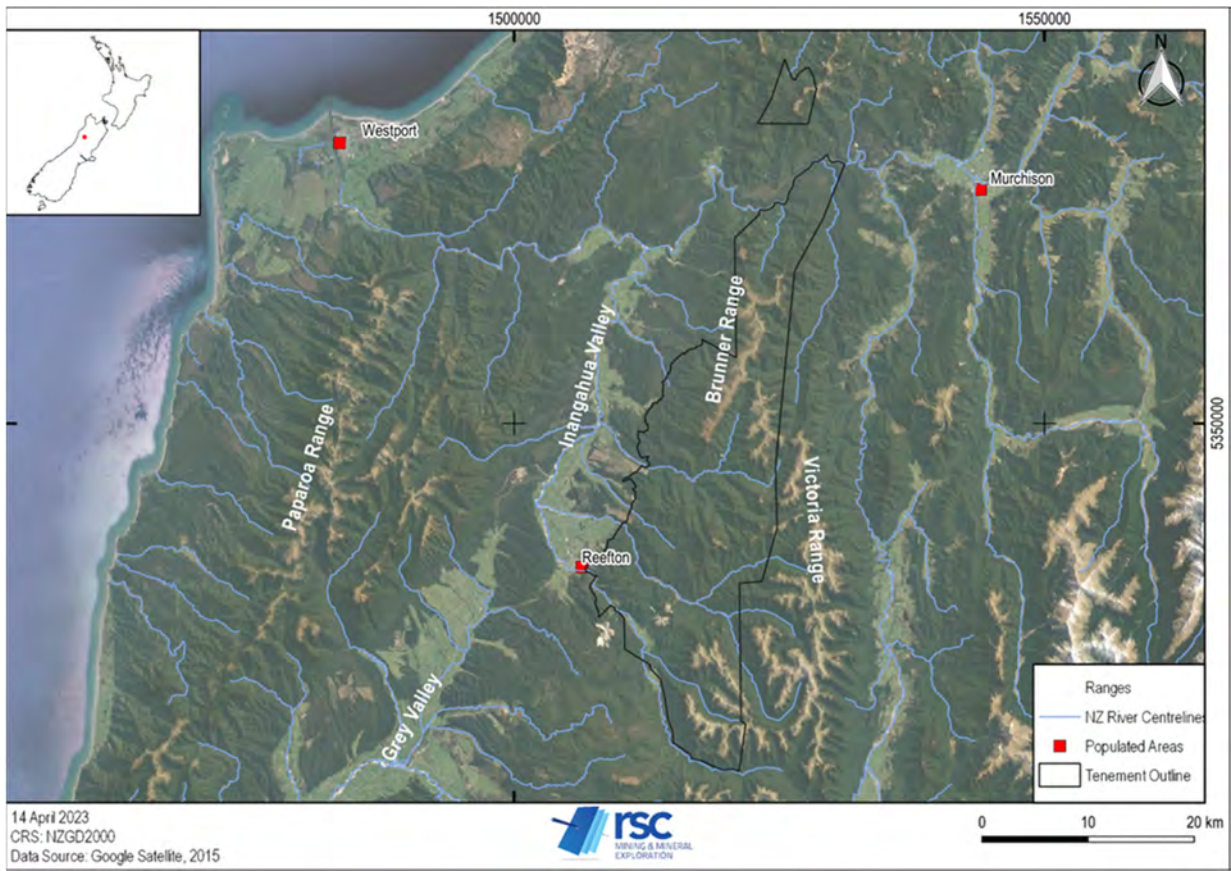 1500000
1550000
N
Westport
Murchison
Brunner Range
Inangahua Valley
5350000
Paparoa Range
Victoria Range
Reefton
Grey Valley
Ranges
NZ River Centreline
Populated Areas
Tenement Outline
14 April 2023
CRS: NZGD2000
Data Source: Google Satellite, 2015
rsc
MINING & MINERAL
EXPLORATION
0 10 20 km